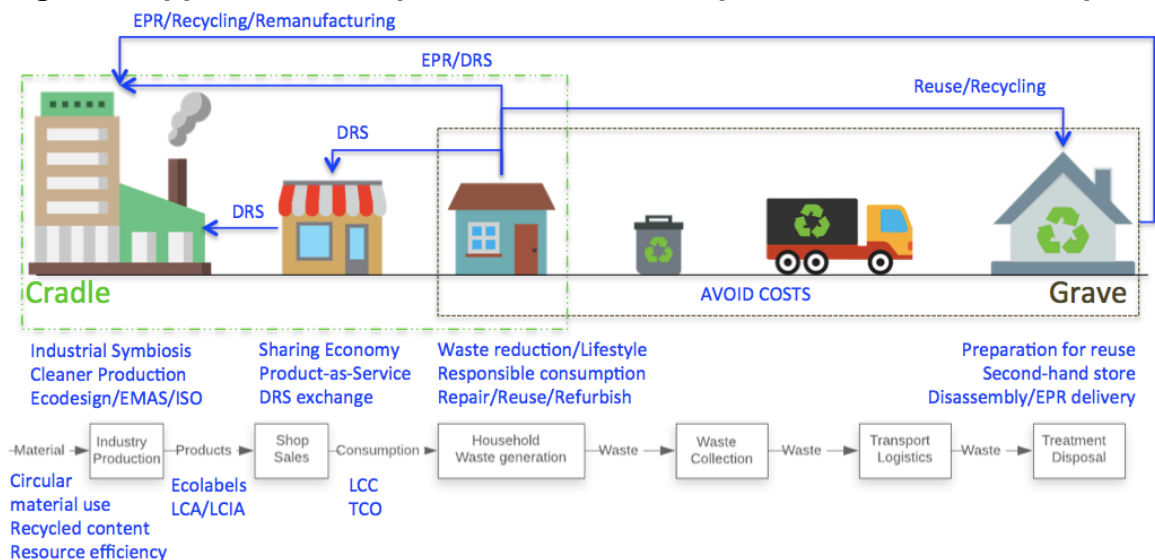 EPR/Recycling/Remanufacturing
EPR/DRS
Reuse/Recycling
DRS
DRS
Cradle
AVOID COSTS
Grave
Industrial Symbiosis
Cleaner Production
Ecodesign/EMAS/ISO
Sharing Economy
Product-as-Service
DRS exchange
Waste reduction/Lifestyle
Responsible consumption
Repair/Reuse/Refurbish
Preparation for reuse
Second-hand store
Disassembly/EPR delivery
Material
Industry
Production
Products
Shop
Sales
Consumption
Household
Waste generation
Waste
Waste
Collection
Waste
Transport
Logistics
Waste
Treatment
Disposal
Circular
material use
Recycled content
Resource efficiency
Ecolabels
LCA/LCIA
LCC
TCO